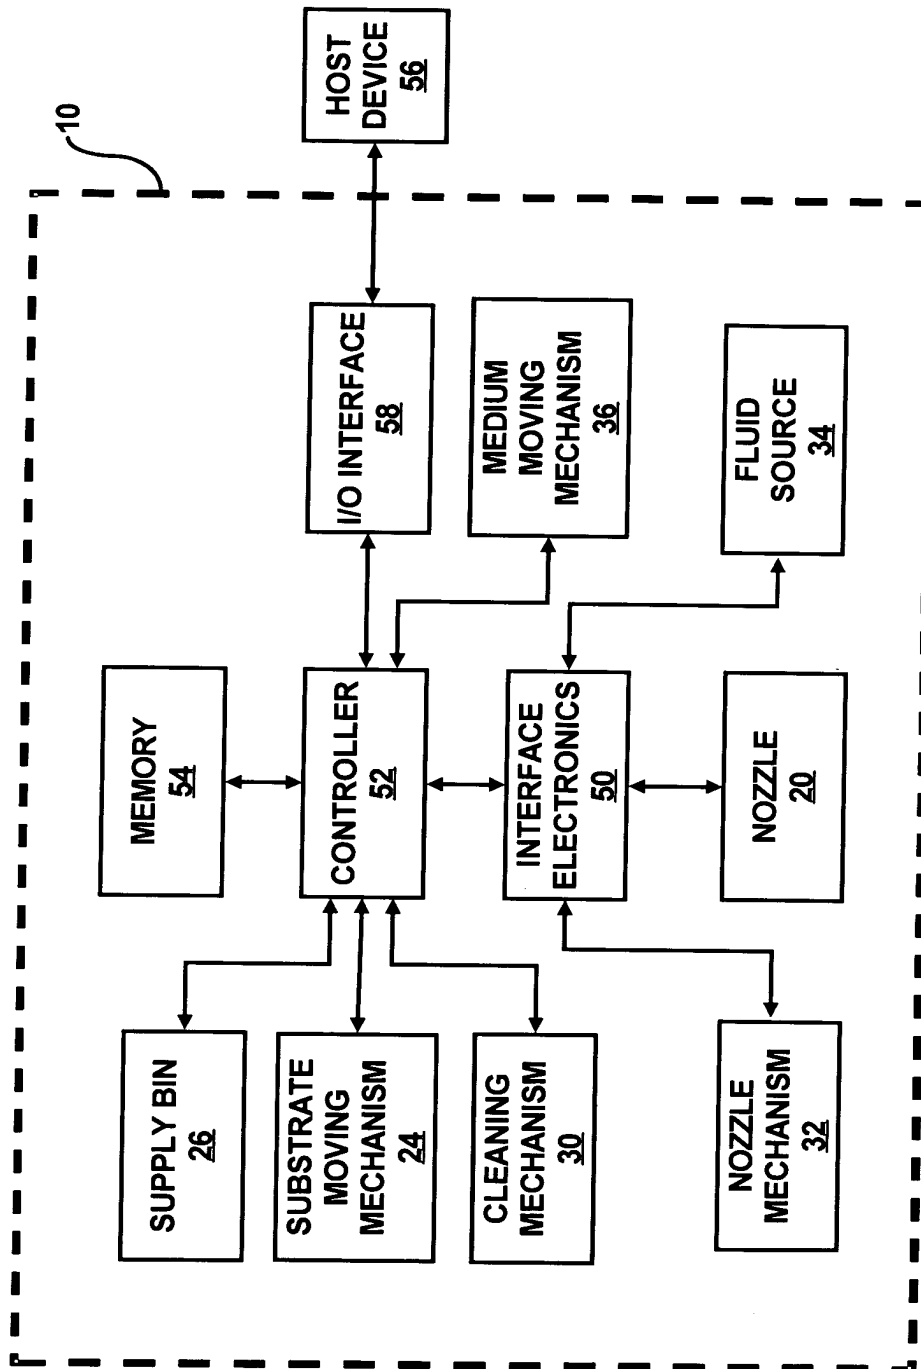 10
HOST
DEVICE
56
I/O INTERFACE
58
MEDIUM
MOVING
MECHANISM
36
FLUID
SOURCE
34
MEMORY
54
CONTROLLER
52
INTERFACE
ELECTRONICS
50
NOZZLE
20
SUPPLY BIN
26
SUBSTRATE
MOVING
MECHANISM
24
CLEANING
MECHANISM
30
NOZZLE
MECHANISM
32